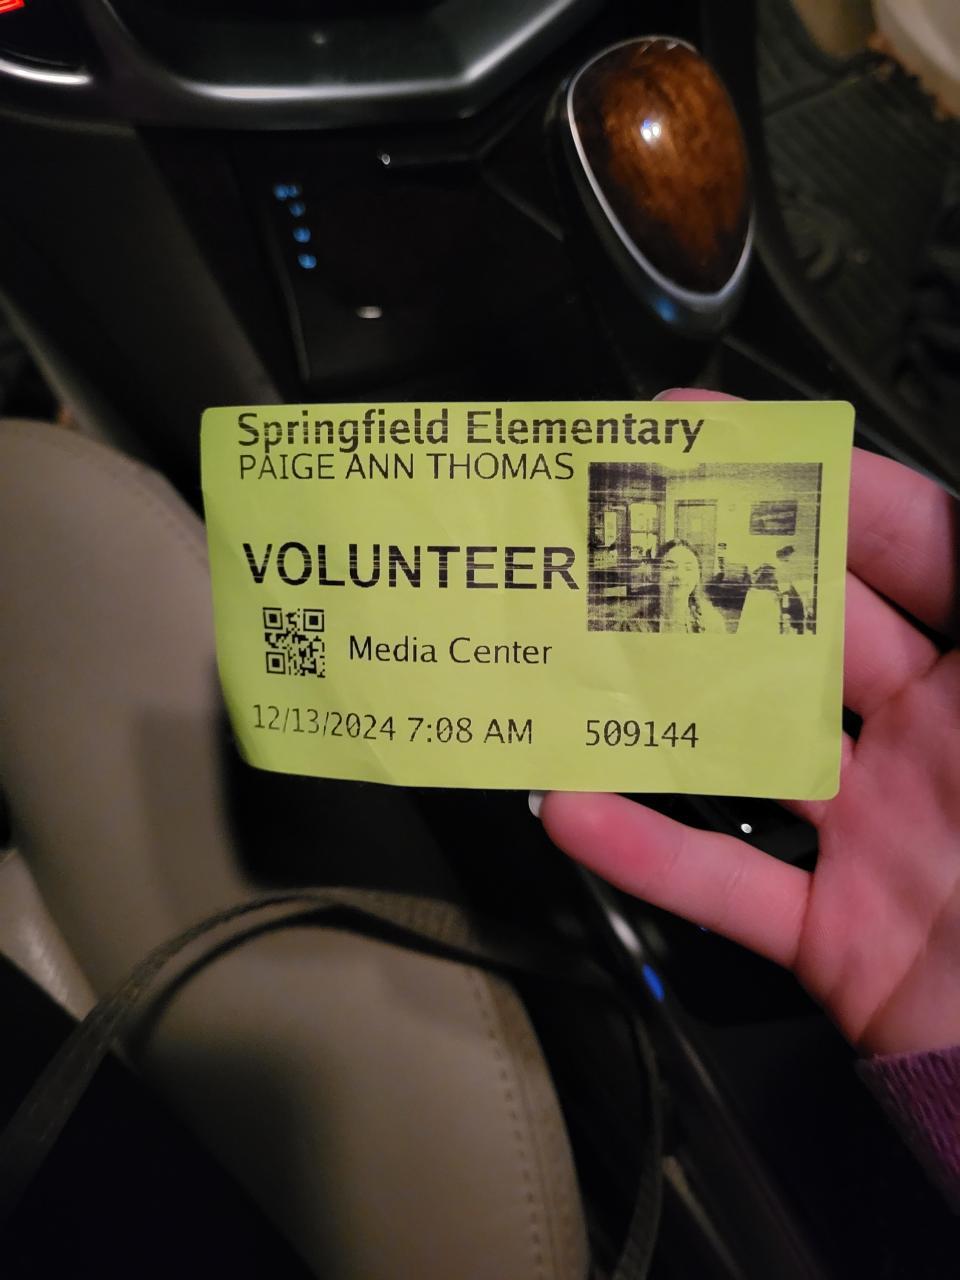 Springfield Elementary
PAIGE ANN THOMAS
VOLUNTEER
Media Center
12/13/2024 7:08 AM 509144